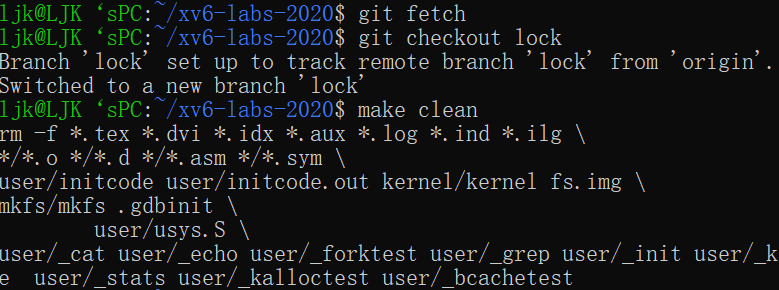 ljk@LJK ‘sPC:~/xv6-labs-2020$ git fetch
ljk@LJK ‘sPC:~/xv6-labs-2020$ git checkout lock
Branch 'lock' set up to track remote branch 'lock' from 'origin'.
Switched to a new branch 'lock'
ljk@LJK ‘sPC:~/xv6-labs-2020$ make clean
rm -f *.tex *.dvi *.idx *.aux *.log *.ind *.ilg \
*/*.o */*.d */*.asm */*.sym \
user/initcode user/initcode.out kernel/kernel fs.img \
mkfs/mkfs .gdbinit \
        user/usys.S \
user/_cat user/_echo user/_forktest user/_grep user/_init user/_k
e  user/_stats user/_kalloctest user/_bcachetest